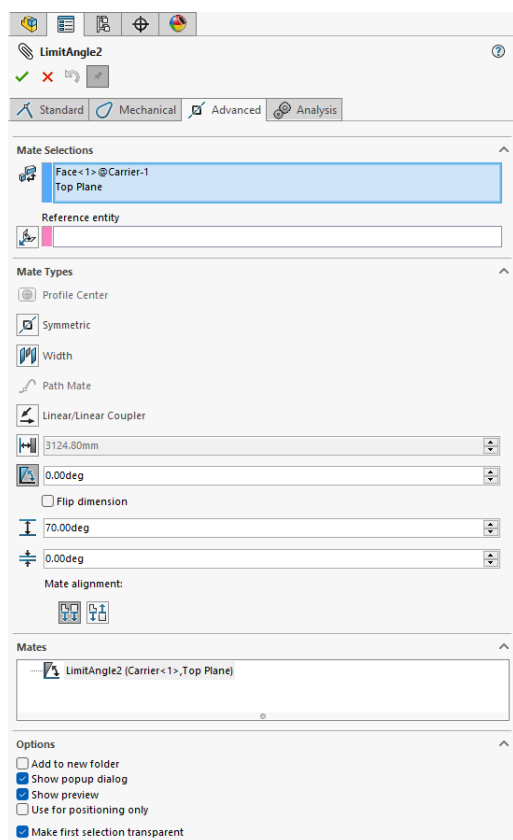 LimitAngle2
Standard Mechanical Advanced Analysis
Mate Selections
Face<1>@Carrier-1
Top Plane
Reference entity
Mate Types
Profile Center
Symmetric
Width
Path Mate
Linear/Linear Coupler
3124.80mm
0.00deg
Flip dimension
70.00deg
0.00deg
Mate alignment:
Mates
LimitAngle2 (Carrier<1>,Top Plane)
Options
Add to new folder
Show popup dialog
Show preview
Use for positioning only
Make first selection transparent